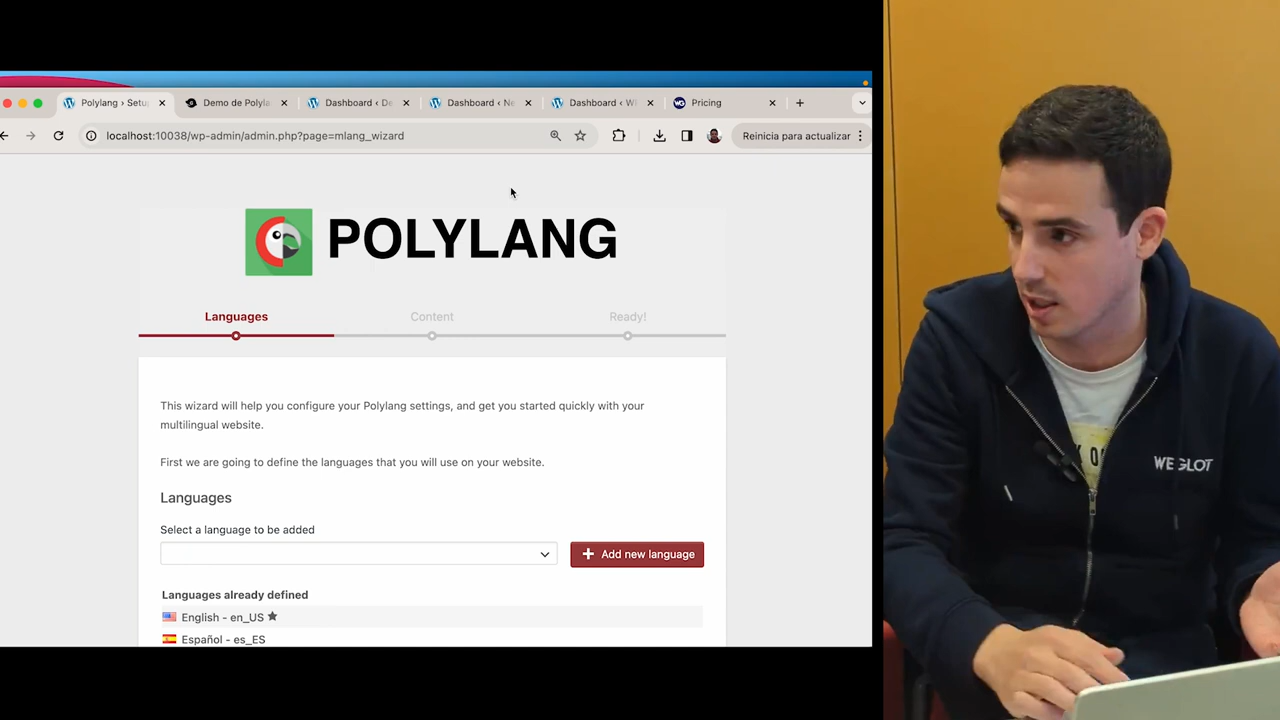 Polylang › Setu
Demo de Polyla
Dashboard ‹ De
Dashboard ‹ Ne
Dashboard ‹ W
Pricing
localhost:10038/wp-admin/admin.php?page=mlang_wizard
Reinicia para actualizar
POLYLANG
Languages
Content
Ready!
This wizard will help you configure your Polylang settings, and get you started quickly with your
multilingual website.
First we are going to define the languages that you will use on your website.
Languages
Select a language to be added
+ Add new language
Languages already defined
English - en_US ★
Español - es_ES
WEGLOT